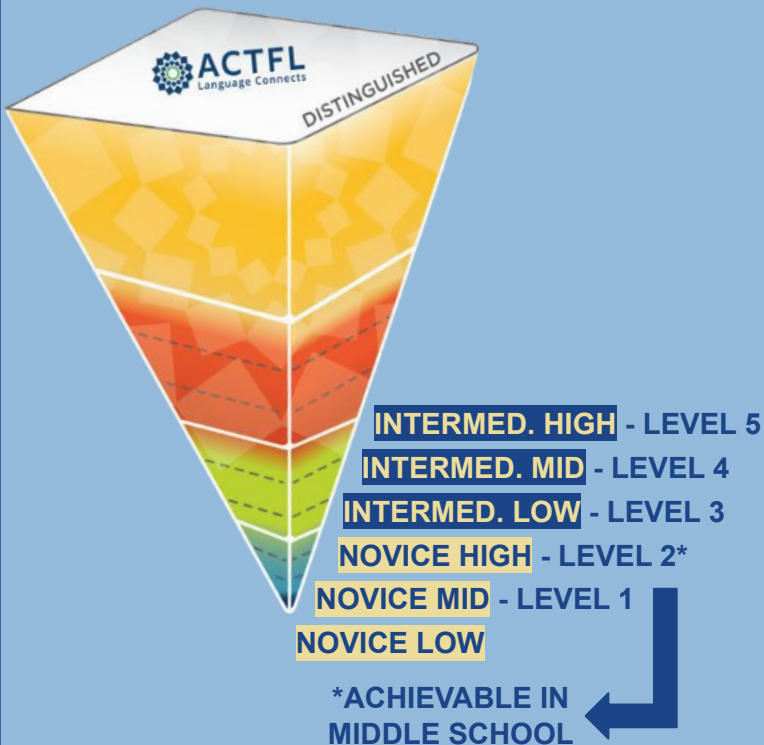 ACTFL
Language Connects
DISTINGUISHED
INTERMED. HIGH - LEVEL 5
INTERMED. MID - LEVEL 4
INTERMED. LOW - LEVEL 3
NOVICE HIGH - LEVEL 2*
NOVICE MID - LEVEL 1
NOVICE LOW
*ACHIEVABLE IN
MIDDLE SCHOOL